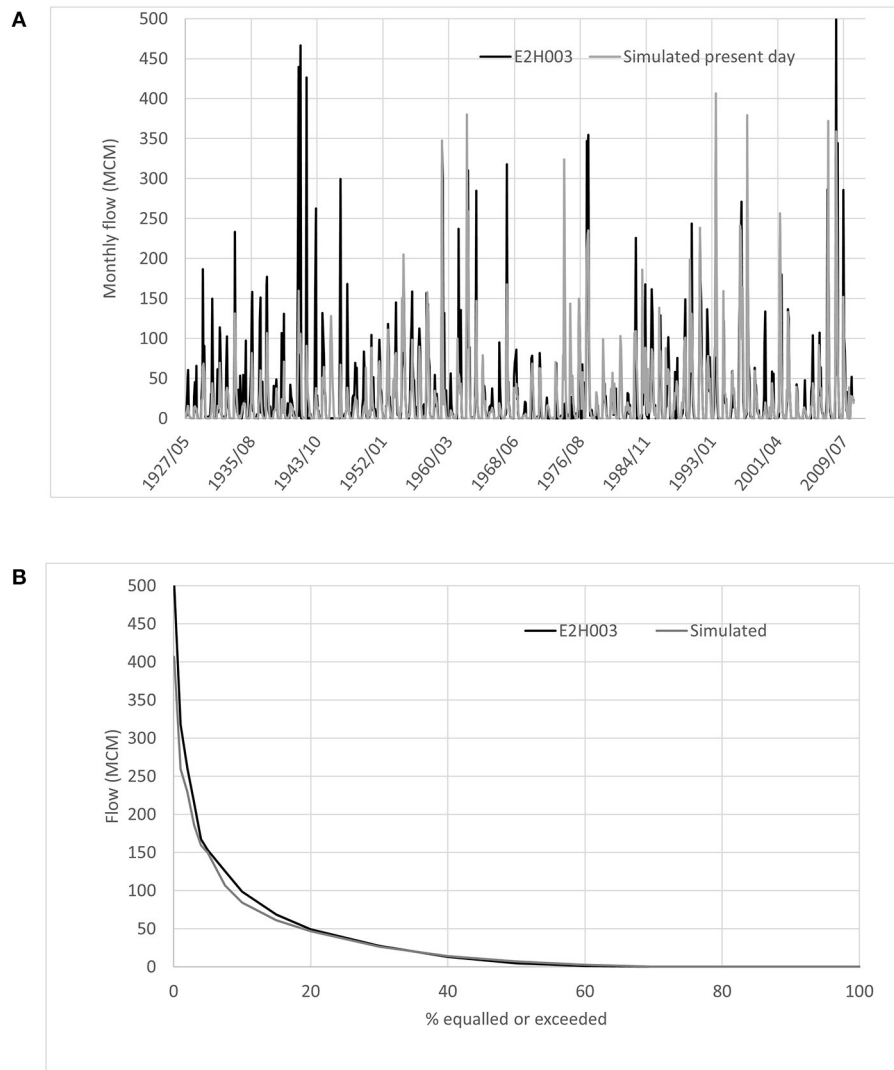 A
500
450
400
350
300
250
200
150
100
50
0
Monthly flow (MCM)
E2H003 Simulated present day
1927/05 1935/08 1943/10 1952/01 1960/03 1968/06 1976/08 1984/11 1993/01 2001/04 2009/07
B
500
450
400
350
300
250
200
150
100
50
0
Flow (MCM)
E2H003 Simulated
0 20 40 60 80 100
% equalled or exceeded